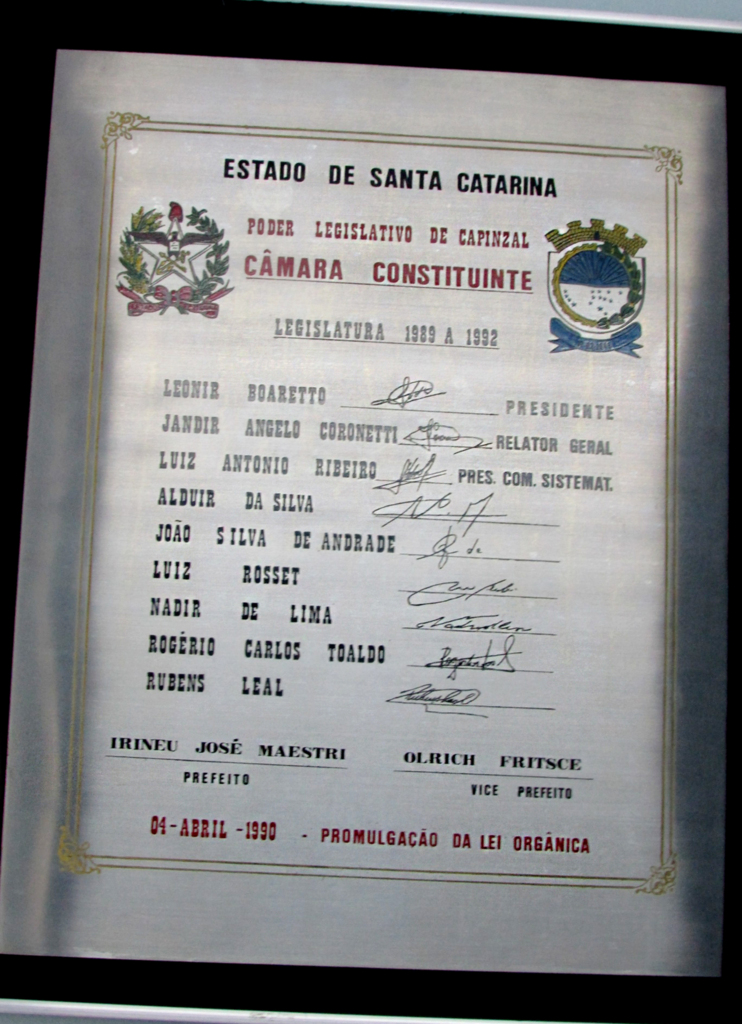 ESTADO DE SANTA CATARINA
PODER LEGISLATIVO DE CAPINZAL
CÂMARA CONSTITUINTE
LEGISLATURA 1989 A 1992
LEONIR BOARETTO PRESIDENTE
JANDIR ANGELO CORONETTI RELATOR GERAL
LUIZ ANTONIO RIBEIRO PRES. COM. SISTEMAT.
ALDUIR DA SILVA
JOÃO SILVA DE ANDRADE
LUIZ ROSSET
NADIR DE LIMA
ROGÉRIO CARLOS TOALDO
RUBENS LEAL
IRINEU JOSÉ MAESTRI OLRICH FRITSCE
PREFEITO VICE PREFEITO
04-ABRIL-1990 - PROMULGAÇÃO DA LEI ORGÂNICA